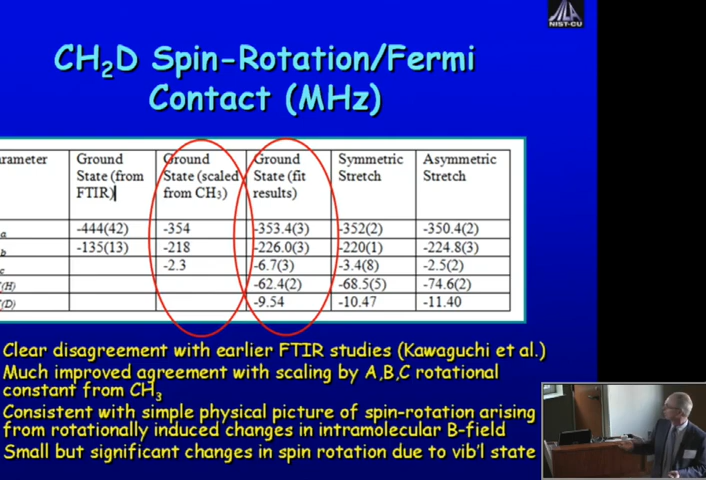 JILA
NIST-CU
CH2D Spin-Rotation/Fermi
Contact (MHz)
rameter Ground Ground Ground Symmetric Asymmetric
State (from State (scaled State (fit Stretch Stretch
FTIR) from CH3) results)
a -444(42) -354 -353.4(3) -352(2) -350.4(2)
b -135(13) -218 -226.0(3) -220(1) -224.8(3)
c -2.3 -6.7(3) -3.4(8) -2.5(2)
(H) -62.4(2) -68.5(5) -74.6(2)
(D) -9.54 -10.47 -11.40
Clear disagreement with earlier FTIR studies (Kawaguchi et al.)
Much improved agreement with scaling by A,B,C rotational
constant from CH3
Consistent with simple physical picture of spin-rotation arising
from rotationally induced changes in intramolecular B-field
Small but significant changes in spin rotation due to vib'l state